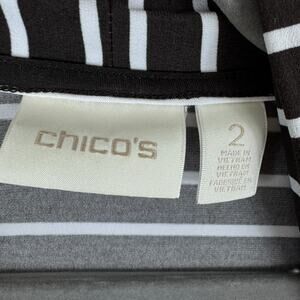 chico's
2
MADE IN
VIETNAM
HECHO EN
VIETNAM
FABRIQUÉ EN
VIETNAM